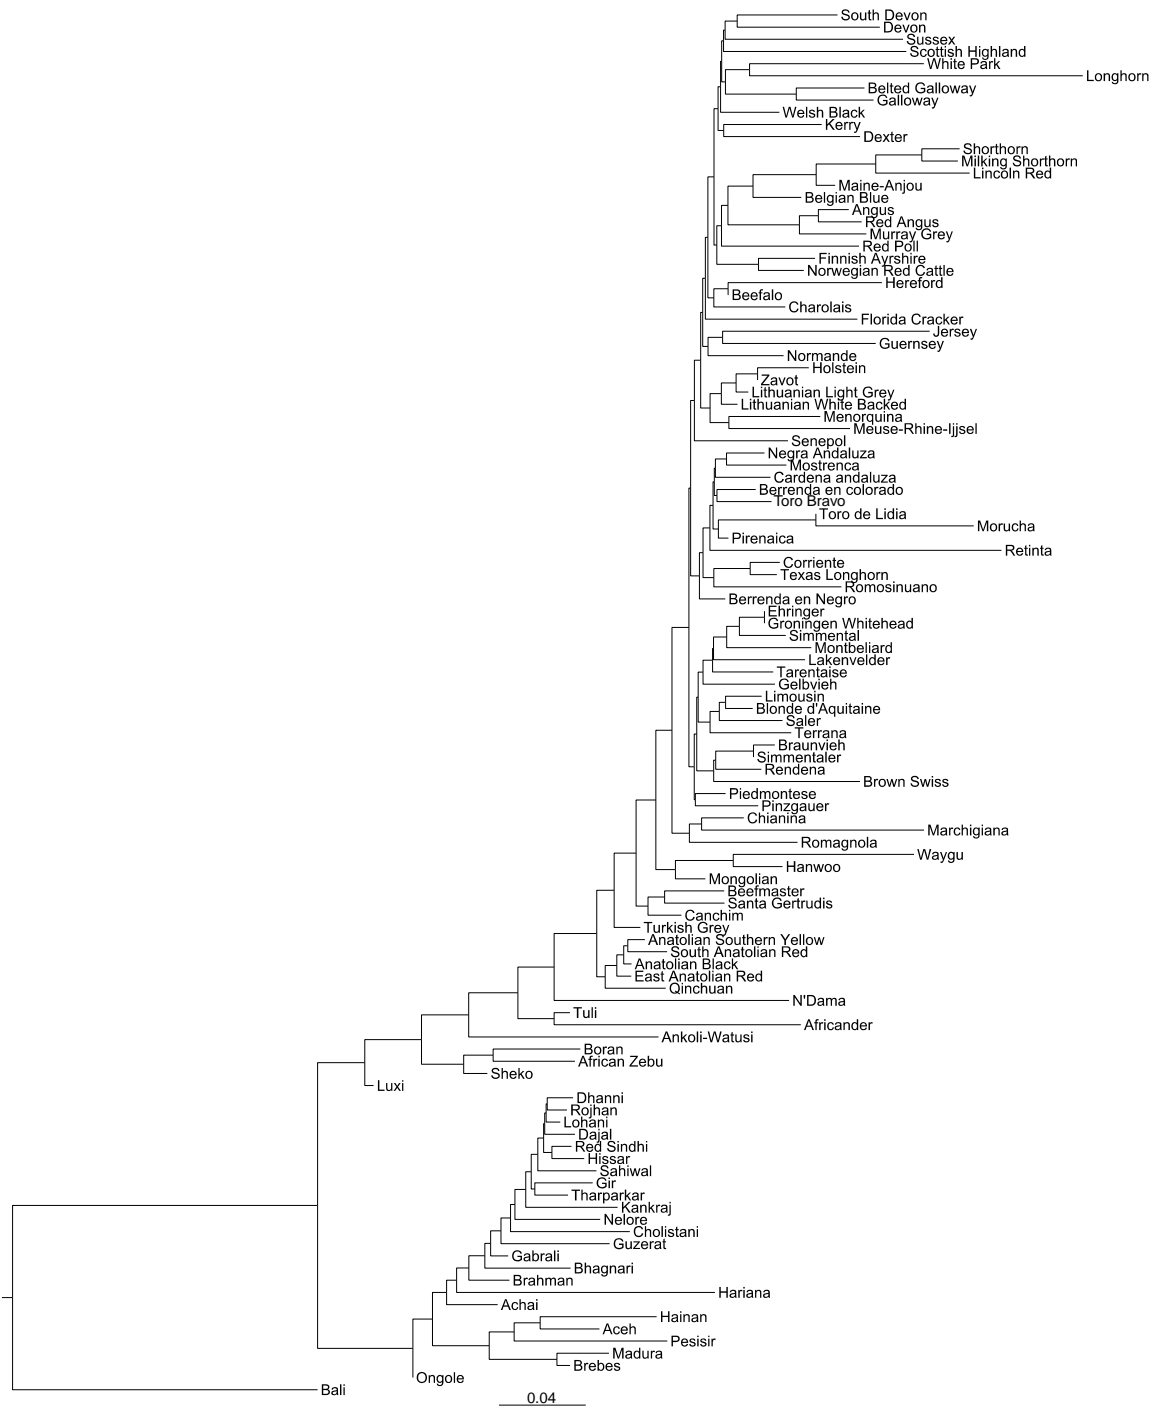 South Devon
Devon
Sussex
Scottish Highland
White Park
Longhorn
Belted Galloway
Galloway
Welsh Black
Kerry
Dexter
Shorthorn
Milking Shorthorn
Lincoln Red
Maine-Anjou
Belgian Blue
Angus
Red Angus
Murray Grey
Red Poll
Finnish Ayrshire
Norwegian Red Cattle
Hereford
Beefalo
Charolais
Florida Cracker
Jersey
Guernsey
Normande
Holstein
Zavot
Lithuanian Light Grey
Lithuanian White Backed
Menorquina
Meuse-Rhine-Ijjsel
Senepol
Negra Andaluza
Mostrenca
Cardena andaluza
Berrenda en colorado
Toro Bravo
Toro de Lidia
Morucha
Pirenaica
Retinta
Corriente
Texas Longhorn
Romosinuano
Berrenda en Negro
Ehringer
Groningen Whitehead
Simmental
Montbeliard
Lakenvelder
Tarentaise
Gelbvieh
Limousin
Blonde d'Aquitaine
Saler
Terrana
Braunvieh
Simmentaler
Rendena
Brown Swiss
Piedmontese
Pinzgauer
Chianina
Marchigiana
Romagnola
Waygu
Hanwoo
Mongolian
Beefmaster
Santa Gertrudis
Canchim
Turkish Grey
Anatolian Southern Yellow
South Anatolian Red
Anatolian Black
East Anatolian Red
Qinchuan
N'Dama
Tuli
Africander
Ankoli-Watusi
Boran
African Zebu
Sheko
Luxi
Dhanni
Rojhan
Lohani
Dajal
Red Sindhi
Hissar
Sahiwal
Gir
Tharparkar
Kankraj
Nelore
Cholistani
Guzerat
Gabrali
Bhagnari
Brahman
Hariana
Achai
Hainan
Aceh
Pesisir
Madura
Brebes
Ongole
Bali
0.04